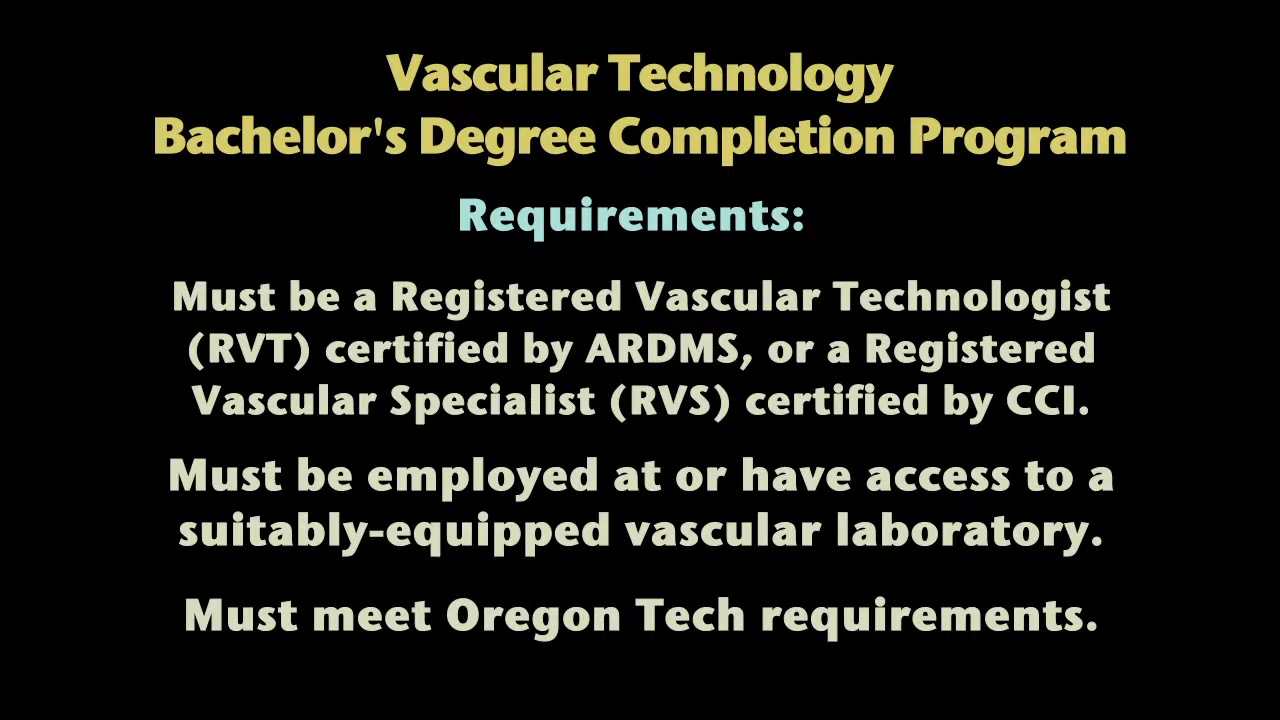 Vascular Technology
Bachelor's Degree Completion Program
Requirements:
Must be a Registered Vascular Technologist
(RVT) certified by ARDMS, or a Registered
Vascular Specialist (RVS) certified by CCI.
Must be employed at or have access to a
suitably-equipped vascular laboratory.
Must meet Oregon Tech requirements.